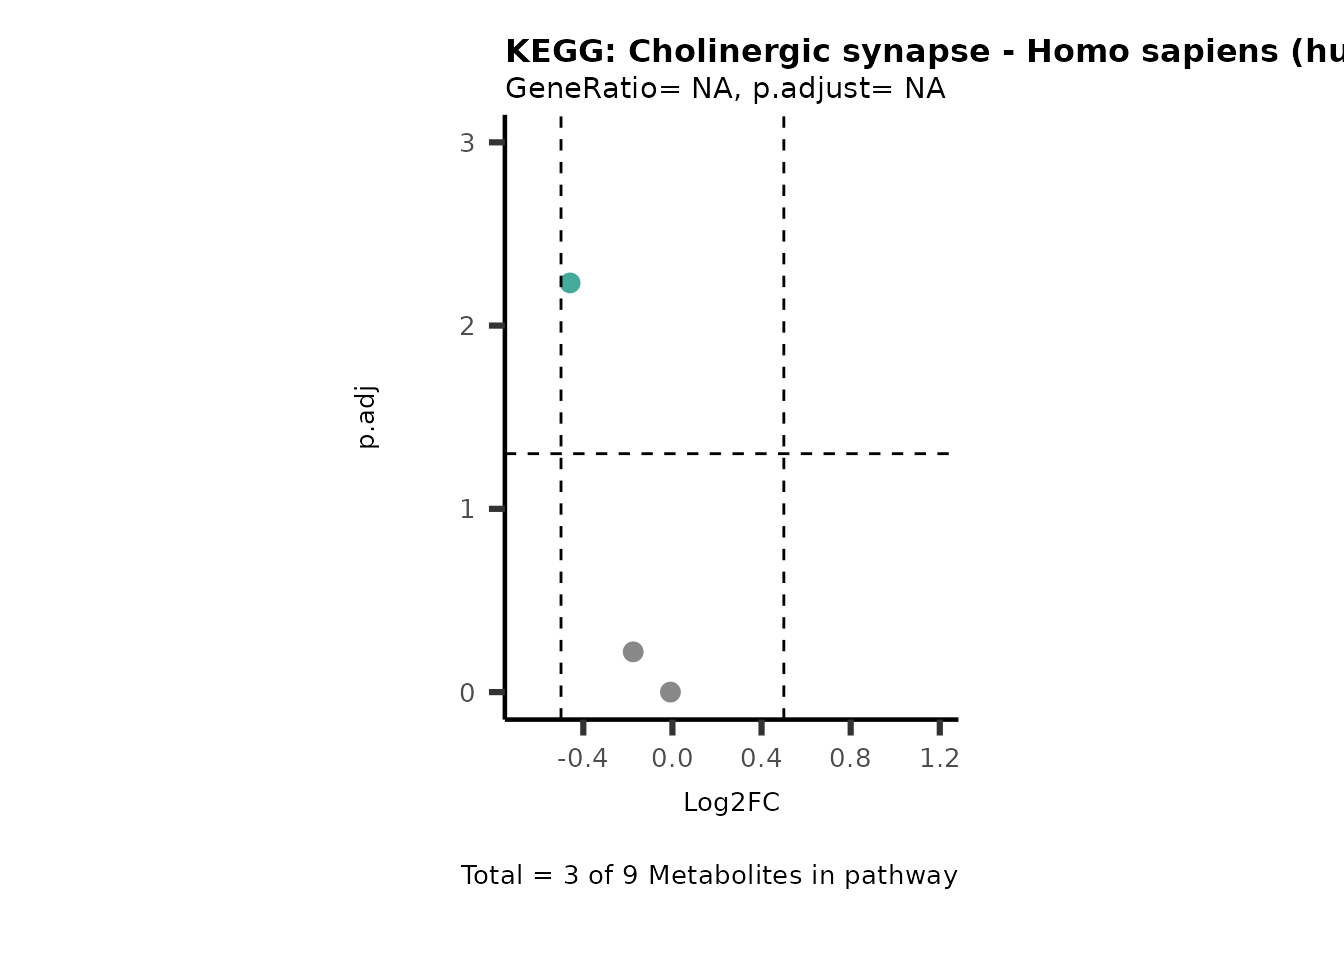 KEGG: Cholinergic synapse - Homo sapiens (hu
GeneRatio= NA, p.adjust= NA
3
2
1
0
p.adj
-0.4 0.0 0.4 0.8 1.2
Log2FC
Total = 3 of 9 Metabolites in pathway